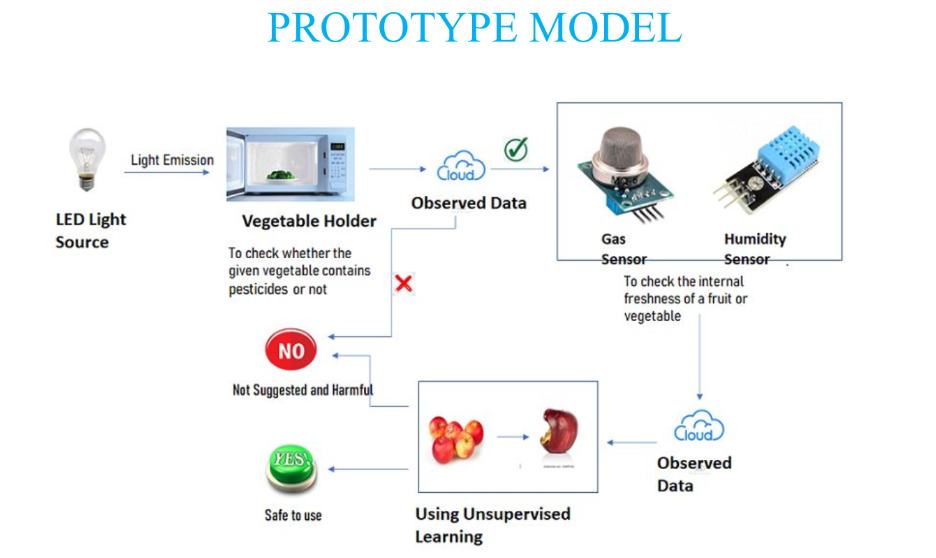 PROTOTYPE MODEL
Light Emission
LED Light
Source
Vegetable Holder
To check whether the
given vegetable contains
pesticides or not
Cloud
Observed Data
Gas
Sensor
Humidity
Sensor
To check the internal
freshness of a fruit or
vegetable
NO
Not Suggested and Harmful
YES!
Safe to use
Cloud
Observed
Data
Using Unsupervised
Learning